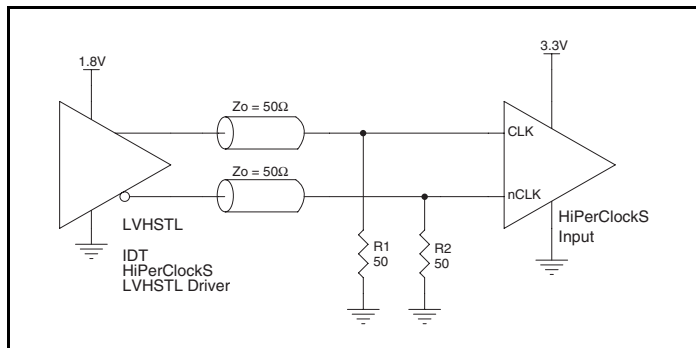 1.8V
3.3V
Zo = 50Ω
CLK
Zo = 50Ω
nCLK
LVHSTL
IDT
HiPerClockS
LVHSTL Driver
R1
50
R2
50
HiPerClockS
Input